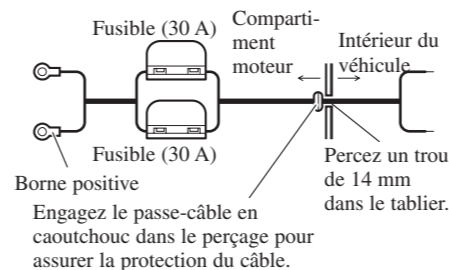 Fusible (30 A)
Comparti-
ment
moteur
Intérieur du
véhicule
Fusible (30 A)
Borne positive
Percez un trou
de 14 mm
dans le tablier.
Engagez le passe-câble en
caoutchouc dans le perçage pour
assurer la protection du câble.